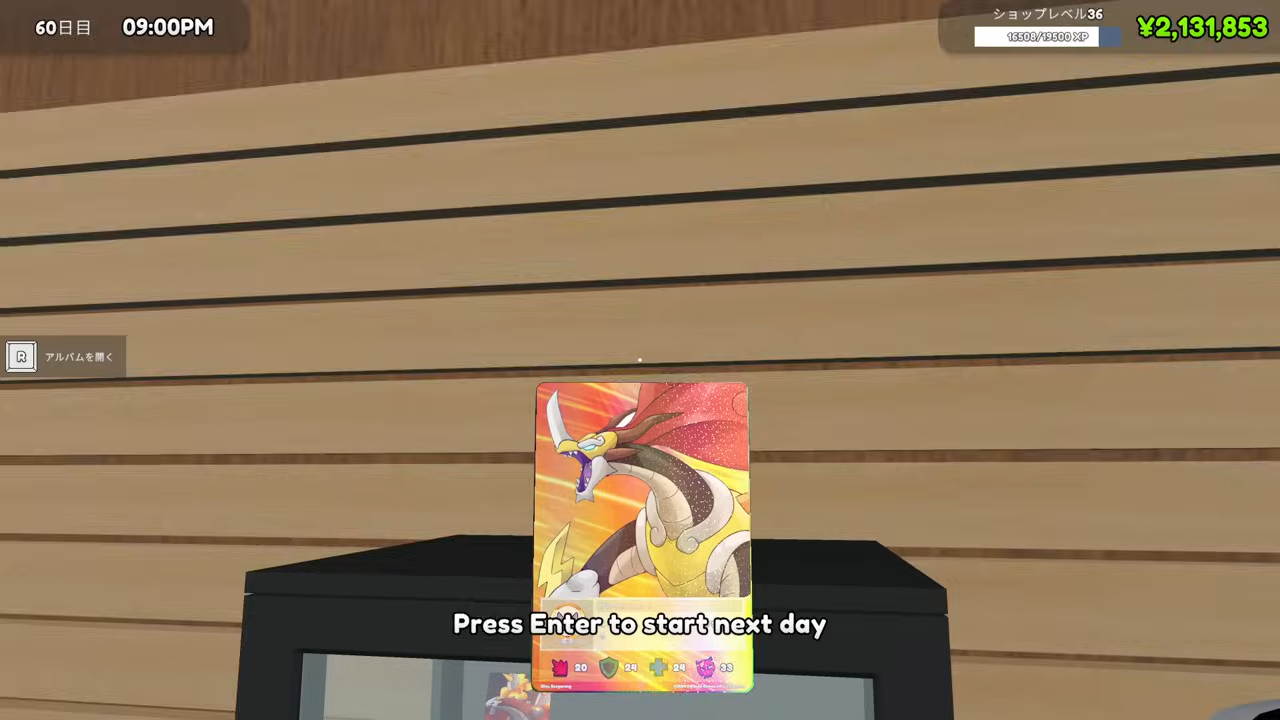 60日目 09:00PM
ショップレベル36
16508/19500 XP
¥2,131,853
R アルバムを開く
Press Enter to start next day
20 24 24 33